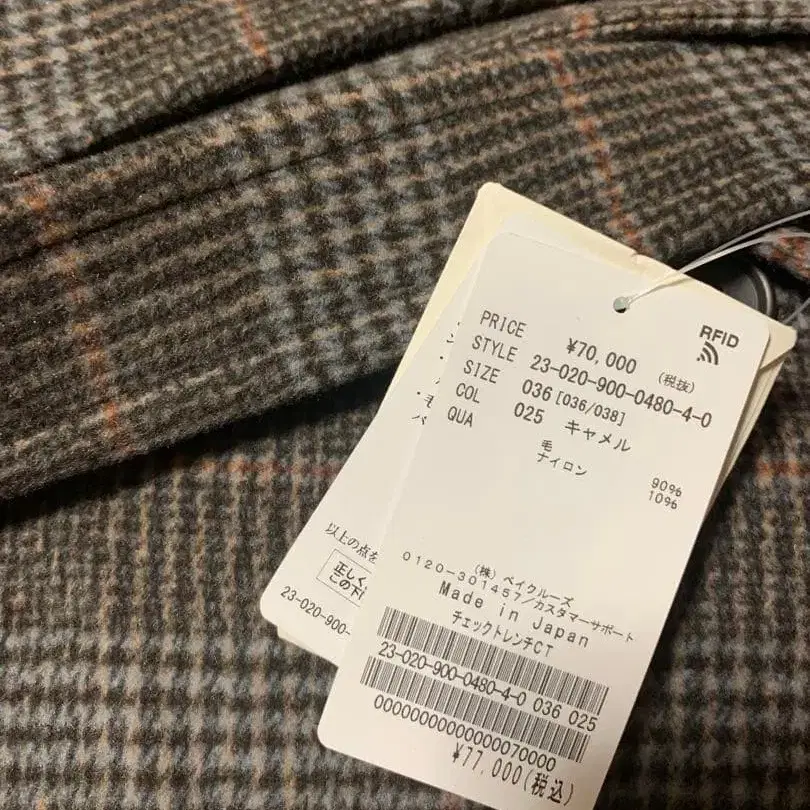 RFID
PRICE ¥70,000 (税抜)
STYLE 23-020-900-0480-4-0
SIZE 036[036/038]
COL 025 キャメル
QUA
毛 90%
ナイロン 10%
(株) ベイクルーズ
0120-301457/カスタマーサポート
Made in Japan
チェックトレンチCT
23-020-900-0480-4-0 036 025
00000000000000070000
¥77,000(税込)
以上の点を
正しく
この下
23-020-900-